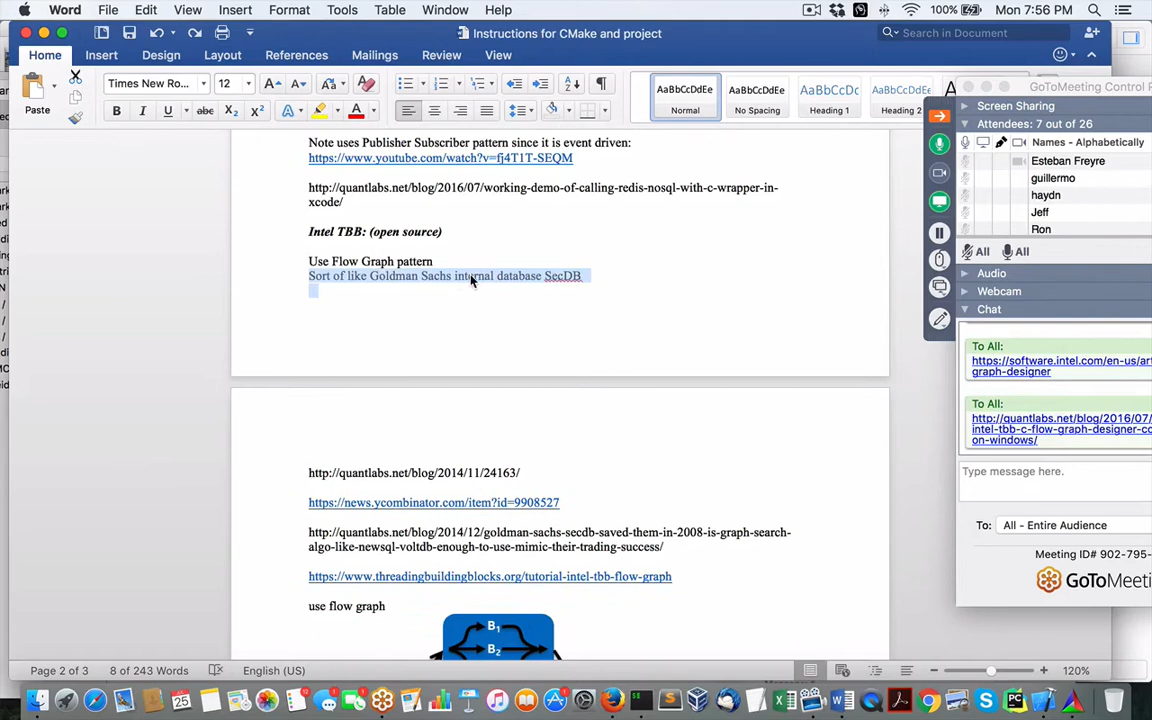 Word File Edit View Insert Format Tools Table Window Help 100% Mon 7:56 PM
Instructions for CMake and project
Search in Document
Home Insert Design Layout References Mailings Review View
Paste
Times New Ro... 12
AaBbCcDdEe AaBbCcDdEe AaBbCcDc AaBbCcDdEe
Normal No Spacing Heading 1 Heading 2
Note uses Publisher Subscriber pattern since it is event driven:
https://www.youtube.com/watch?v=fj4T1T-SEQM
http://quantlabs.net/blog/2016/07/working-demo-of-calling-redis-nosql-with-c-wrapper-in-
xcode/
Intel TBB: (open source)
Use Flow Graph pattern
Sort of like Goldman Sachs internal database SecDB
http://quantlabs.net/blog/2014/11/24163/
https://news.ycombinator.com/item?id=9908527
http://quantlabs.net/blog/2014/12/goldman-sachs-secdb-saved-them-in-2008-is-graph-search-
algo-like-newsql-voltdb-enough-to-use-mimic-their-trading-success/
https://www.threadingbuildingblocks.org/tutorial-intel-tbb-flow-graph
use flow graph
B1
B2
Page 2 of 3 8 of 243 Words English (US) 120%
GoToMeeting Control P
Screen Sharing
Attendees: 7 out of 26
Names - Alphabetically
Esteban Freyre
guillermo
haydn
Jeff
Ron
All All
Audio
Webcam
Chat
To All:
https://software.intel.com/en-us/art
graph-designer
To All:
http://quantlabs.net/blog/2016/07/
intel-tbb-c-flow-graph-designer-co
on-windows/
Type message here.
To: All - Entire Audience
Meeting ID# 902-795-
GoToMeeti